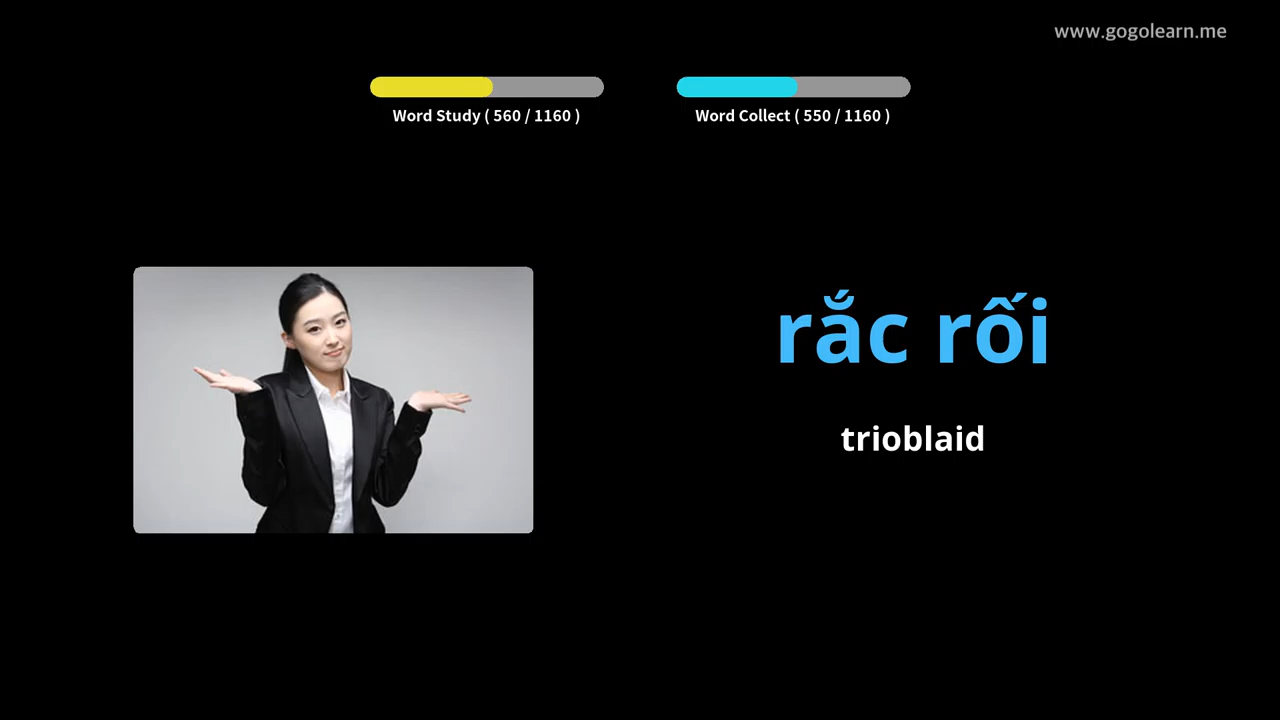 www.gogolearn.me
Word Study ( 560 / 1160 )
Word Collect ( 550 / 1160 )
rắc rối
trioblaid